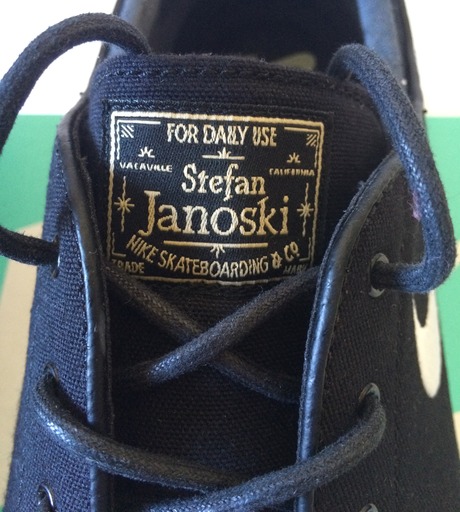 FOR DAILY USE
VACAVILLE CALIFORNIA
Stefan
Janoski
NIKE SKATEBOARDING & CO
TRADE MARK